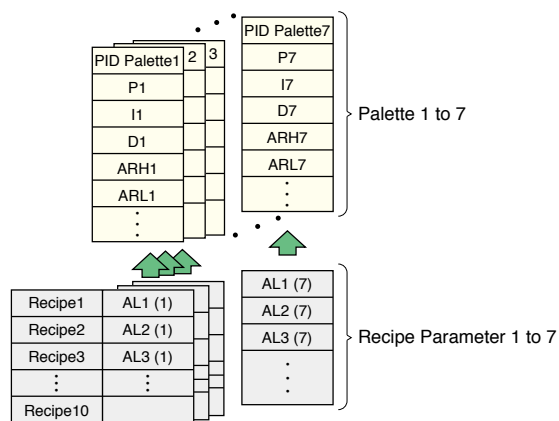 PID Palette1
2
3
P1
I1
D1
ARH1
ARL1
PID Palette7
P7
I7
D7
ARH7
ARL7
Palette 1 to 7
Recipe1 AL1 (1)
Recipe2 AL2 (1)
Recipe3 AL3 (1)
Recipe10
AL1 (7)
AL2 (7)
AL3 (7)
Recipe Parameter 1 to 7